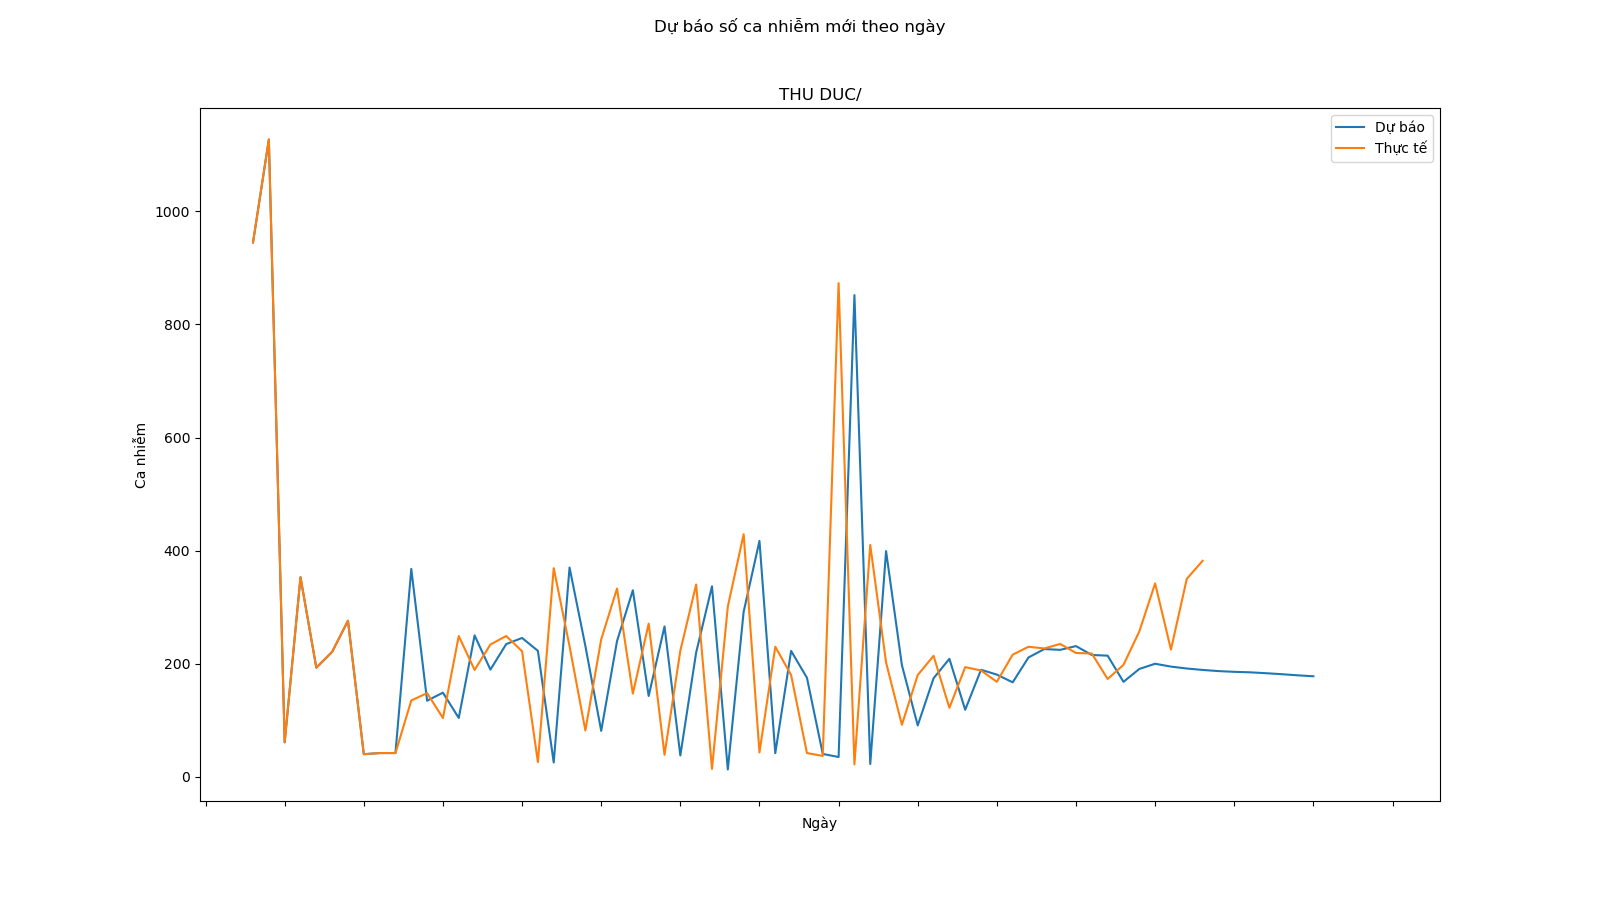 Dự báo số ca nhiễm mới theo ngày
THU DUC/
Dự báo
Thực tế
1000
800
600
400
200
0
Ca nhiễm
Ngày